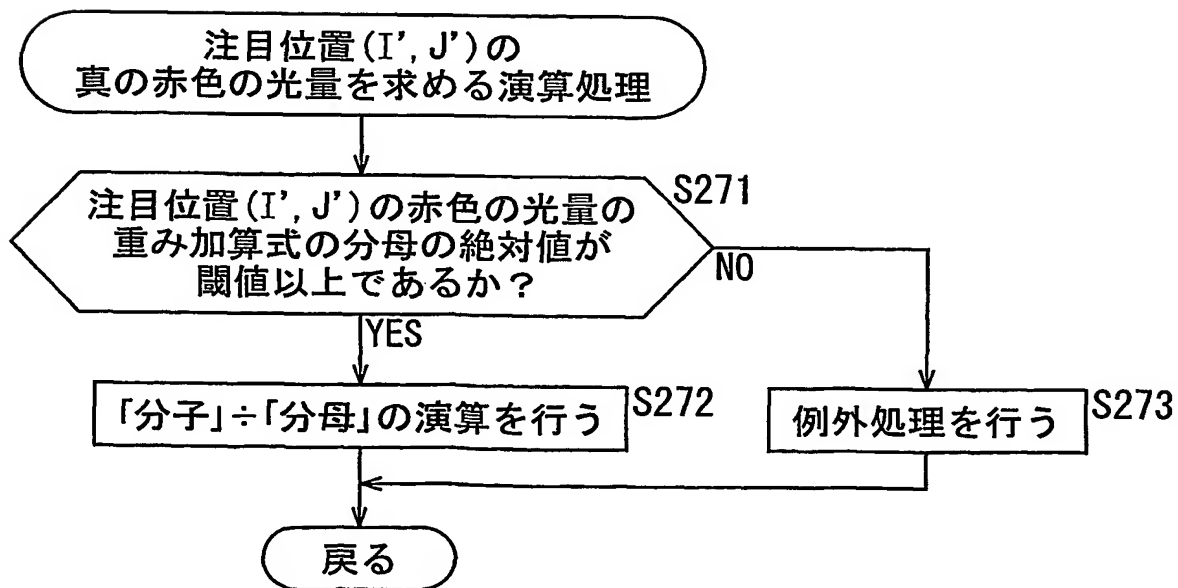 注目位置(I', J')の
真の赤色の光量を求める演算処理
注目位置(I', J')の赤色の光量の
重み加算式の分母の絶対値が
閾値以上であるか？
S271
NO
YES
「分子」÷「分母」の演算を行う
S272
例外処理を行う
S273
戻る